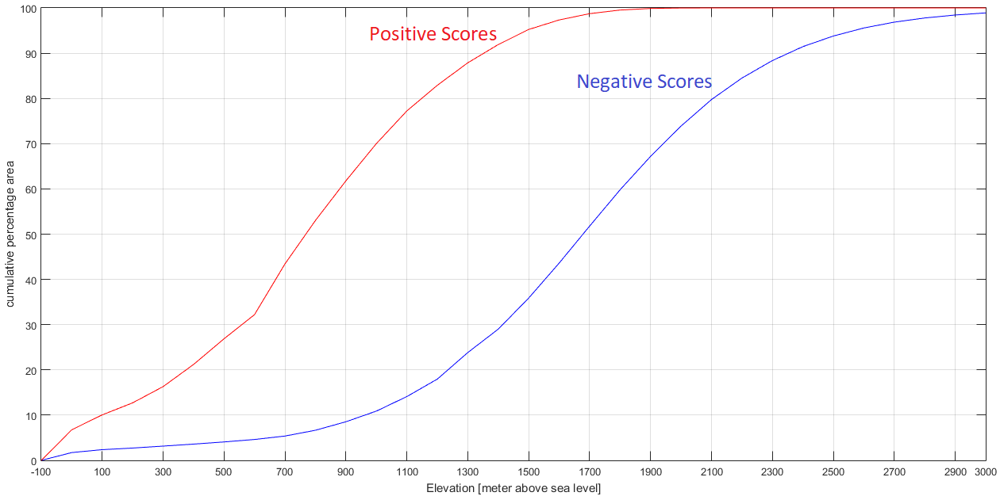 100
90
80
70
60
50
40
30
20
10
0
Positive Scores
Negative Scores
cumulative percentage area
-100 100 300 500 700 900 1100 1300 1500 1700 1900 2100 2300 2500 2700 2900 3000
Elevation [meter above sea level]